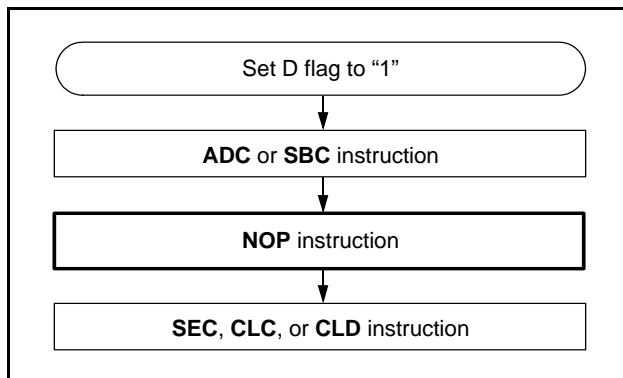 Set D flag to “1”
ADC or SBC instruction
NOP instruction
SEC, CLC, or CLD instruction